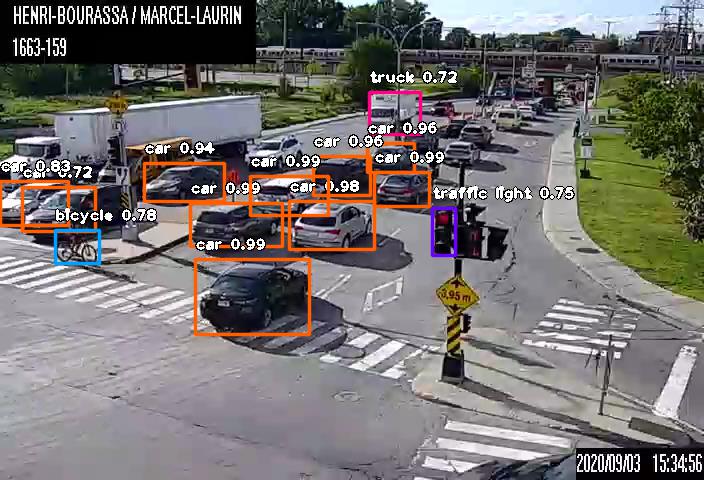 HENRI-BOURASSA / MARCEL-LAURIN
1663-159
truck 0.72
car 0.96
car 0.96
car 0.94
car 0.99
car 0.99
car 0.83
0.72
car 0.99
car 0.98
traffic light 0.75
bicycle 0.78
car 0.99
3,95 m
2020/09/03 15:34:56